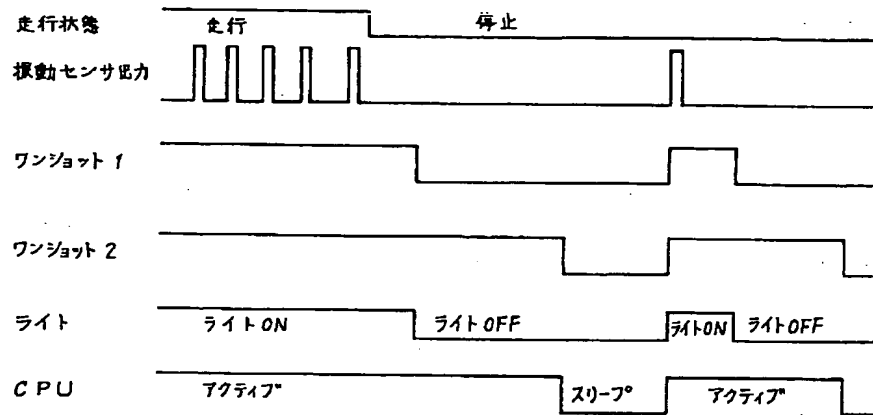 走行状態 走行 停止
振動センサ出力
ワンショット 1
ワンショット 2
ライト ライトON ライトOFF ライトON ライトOFF
CPU アクティブ スリープ アクティブ